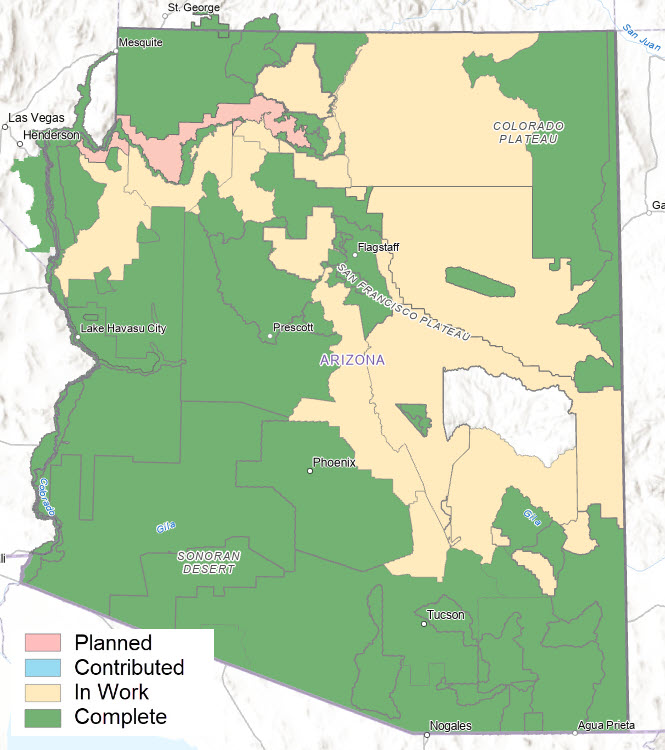 St. George
Mesquite
San Juan
Las Vegas
Henderson
COLORADO
PLATEAU
Ga
Flagstaff
SAN FRANCISCO PLATEAU
Lake Havasu City
Prescott
ARIZONA
Phoenix
Colorado
Gila
Gila
SONORAN
DESERT
li
Tucson
Planned
Contributed
In Work
Complete
Nogales
Agua Prieta